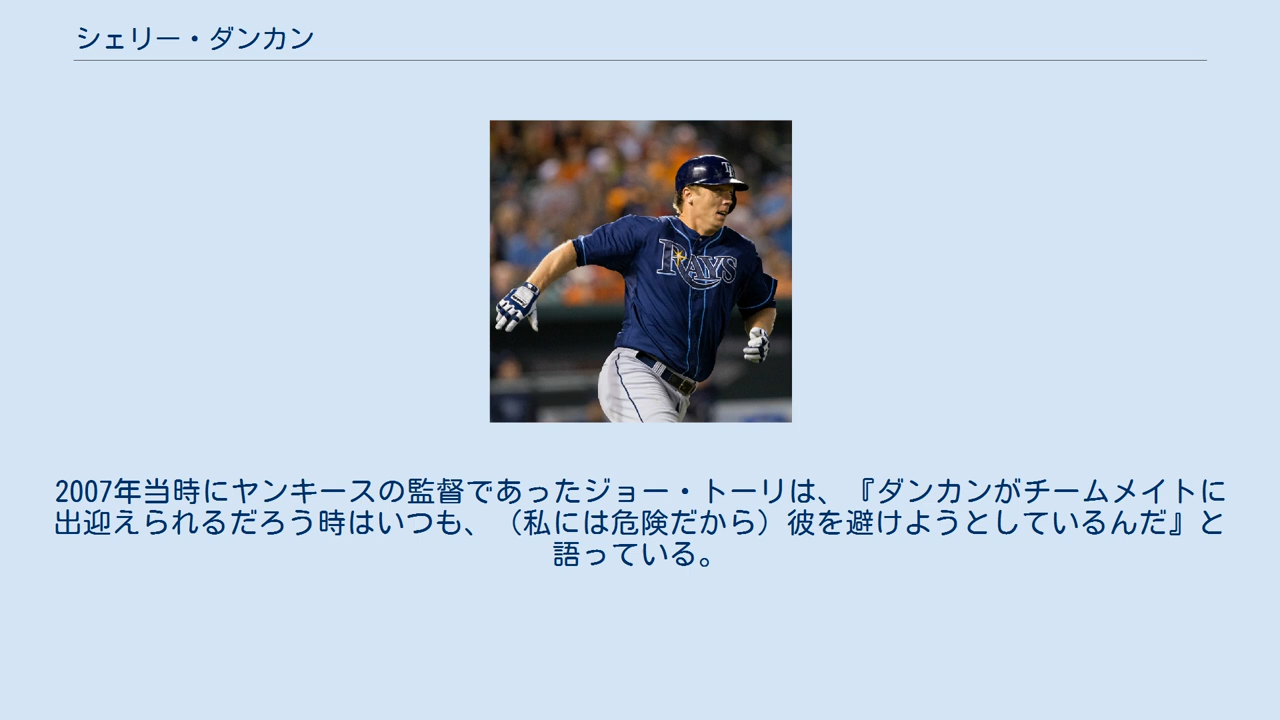 シェリー・ダンカン
TB
RAYS
2007年当時にヤンキースの監督であったジョー・トーリは、『ダンカンがチームメイトに
出迎えられるだろう時はいつも、（私には危険だから）彼を避けようとしているんだ』と
語っている。